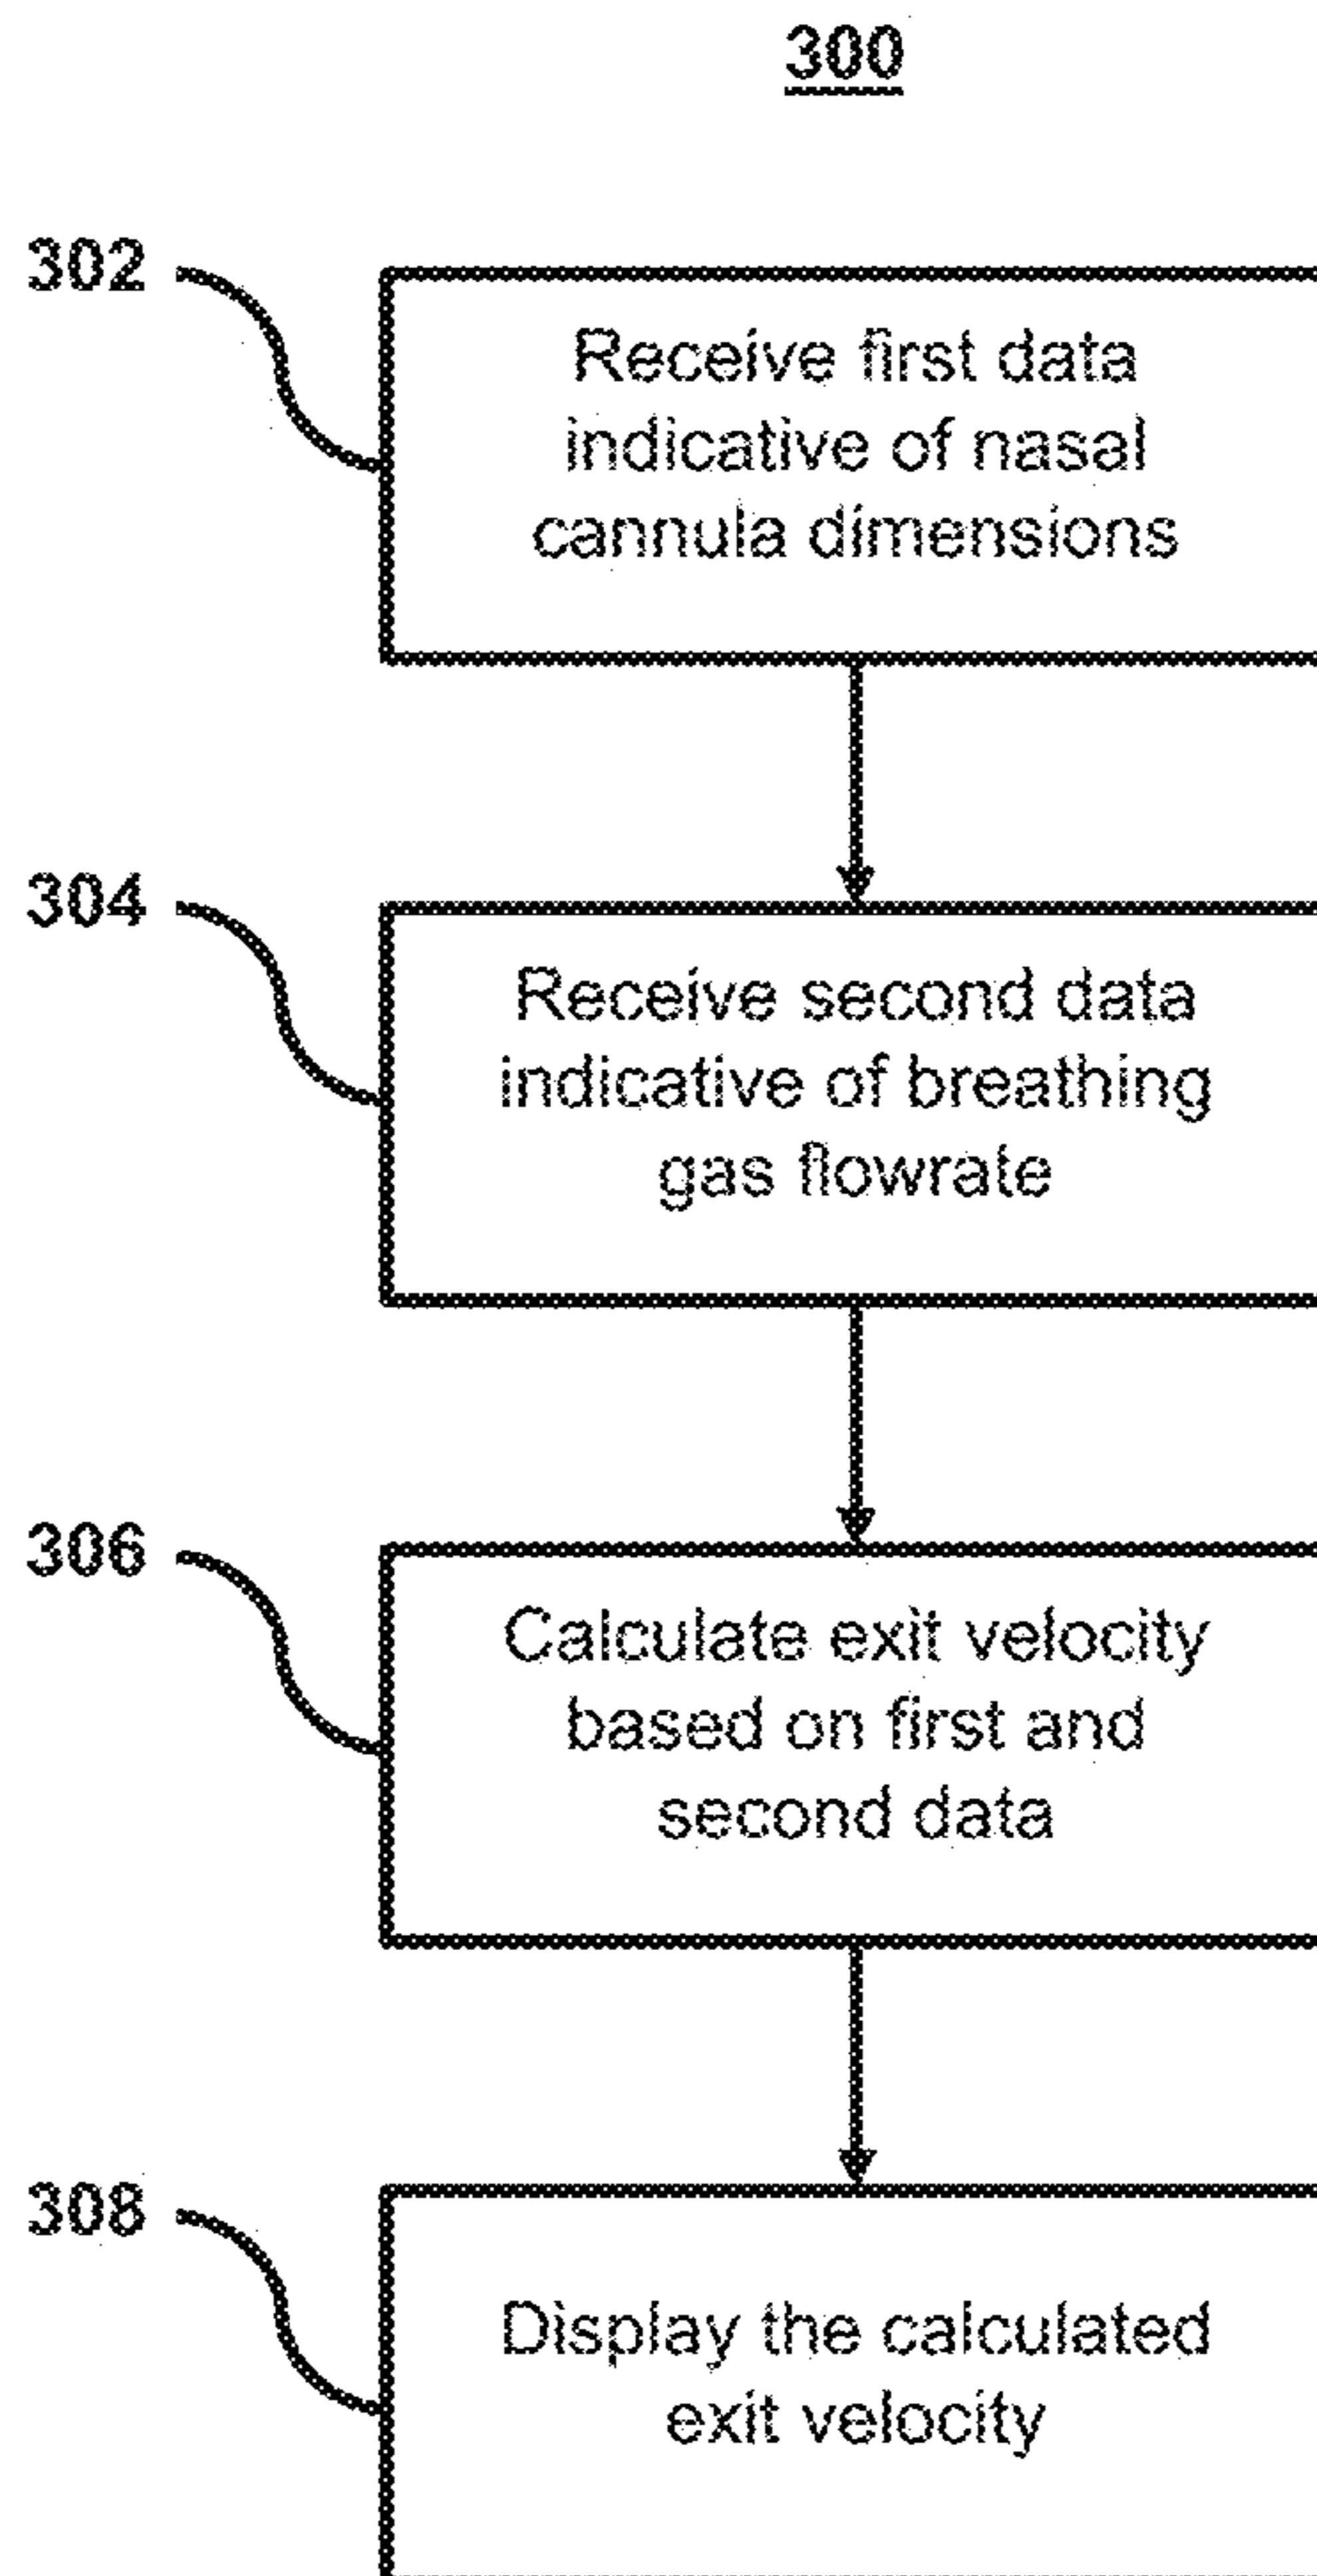 300
302
Receive first data
indicative of nasal
cannula dimensions
304
Receive second data
indicative of breathing
gas flowrate
306
Calculate exit velocity
based on first and
second data
308
Display the calculated
exit velocity